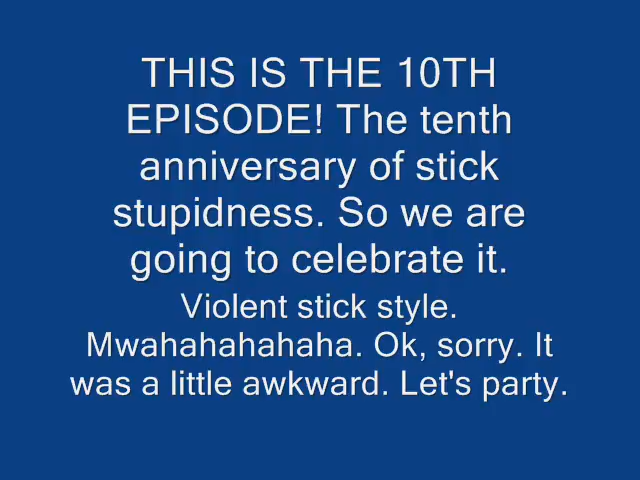 THIS IS THE 10TH
EPISODE! The tenth
anniversary of stick
stupidness. So we are
going to celebrate it.
Violent stick style.
Mwahahahahaha. Ok, sorry. It
was a little awkward. Let's party.